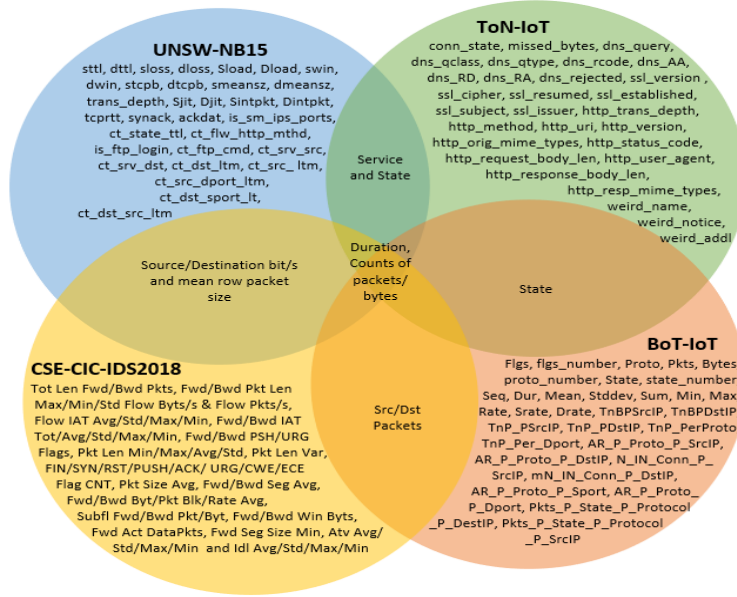 UNSW-NB15
sttl, dttl, sloss, dloss, Sload, Dload, swin,
dwin, stcpb, dtcpb, smeansz, dmeansz,
trans_depth, Sjit, Djit, Sintpkt, Dintpkt,
tcprtt, synack, ackdat, is_sm_ips_ports,
ct_state_ttl, ct_flw_http_mthd,
is_ftp_login, ct_ftp_cmd, ct_srv_src,
ct_srv_dst, ct_dst_ltm, ct_src_ ltm,
ct_src_dport_ltm,
ct_dst_sport_lt,
ct_dst_src_ltm
ToN-IoT
conn_state, missed_bytes, dns_query,
dns_qclass, dns_qtype, dns_rcode, dns_AA,
dns_RD, dns_RA, dns_rejected, ssl_version ,
ssl_cipher, ssl_resumed, ssl_established,
ssl_subject, ssl_issuer, http_trans_depth,
http_method, http_uri, http_version,
http_orig_mime_types, http_status_code,
http_request_body_len, http_user_agent,
http_response_body_len,
http_resp_mime_types,
weird_name,
weird_notice,
weird_addl
Service
and State
Duration,
Counts of
packets/
bytes
Source/Destination bit/s
and mean row packet
size
State
Src/Dst
Packets
CSE-CIC-IDS2018
Tot Len Fwd/Bwd Pkts, Fwd/Bwd Pkt Len
Max/Min/Std Flow Byts/s & Flow Pkts/s,
Flow IAT Avg/Std/Max/Min, Fwd/Bwd IAT
Tot/Avg/Std/Max/Min, Fwd/Bwd PSH/URG
Flags, Pkt Len Min/Max/Avg/Std, Pkt Len Var,
FIN/SYN/RST/PUSH/ACK/ URG/CWE/ECE
Flag CNT, Pkt Size Avg, Fwd/Bwd Seg Avg,
Fwd/Bwd Byt/Pkt Blk/Rate Avg,
Subfl Fwd/Bwd Pkt/Byt, Fwd/Bwd Win Byts,
Fwd Act DataPkts, Fwd Seg Size Min, Atv Avg/
Std/Max/Min and Idl Avg/Std/Max/Min
BoT-IoT
Flgs, flgs_number, Proto, Pkts, Bytes
proto_number, State, state_number
Seq, Dur, Mean, Stddev, Sum, Min, Max
Rate, Srate, Drate, TnBPSrcIP, TnBPDstIP
TnP_PSrcIP, TnP_PDstIP, TnP_PerProto
TnP_Per_Dport, AR_P_Proto_P_SrcIP,
AR_P_Proto_P_DstIP, N_IN_Conn_P_
SrcIP, mN_IN_Conn_P_DstIP,
AR_P_Proto_P_Sport, AR_P_Proto_
P_Dport, Pkts_P_State_P_Protocol
_P_DestIP, Pkts_P_State_P_Protocol
_P_SrcIP